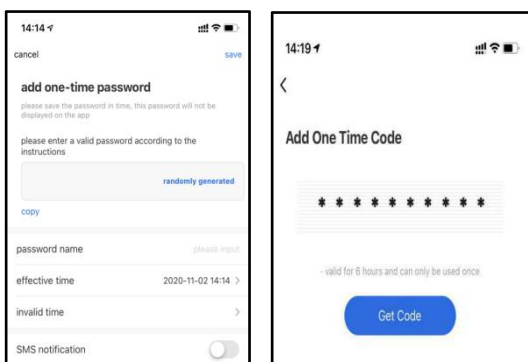 14:14
cancel
save
add one-time password
please save the password in time, this password will not be
displayed on the app
please enter a valid password according to the
instructions
randomly generated
copy
password name
please input
effective time
2020-11-02 14:14 >
invalid time
>
SMS notification
14:19
<
Add One Time Code
* * * * * * * * * *
- valid for 6 hours and can only be used once
Get Code